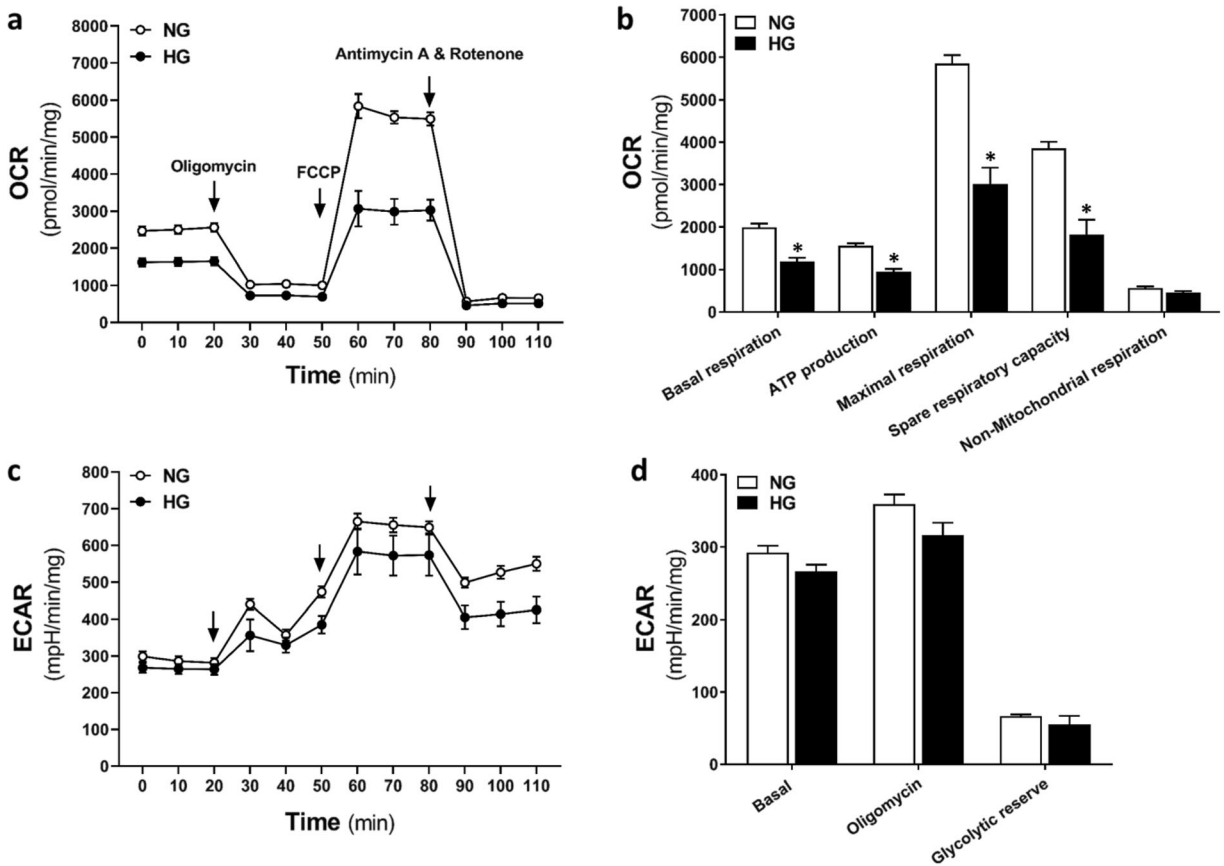 a
NG
HG
OCR
(pmol/min/mg)
8000
7000
6000
5000
4000
3000
2000
1000
0
Oligomycin
FCCP
Antimycin A & Rotenone
0 10 20 30 40 50 60 70 80 90 100 110
Time (min)
b
NG
HG
OCR
(pmol/min/mg)
7000
6000
5000
4000
3000
2000
1000
0
* * * *
Basal respiration
ATP production
Maximal respiration
Spare respiratory capacity
Non-Mitochondrial respiration
c
NG
HG
ECAR
(mpH/min/mg)
800
700
600
500
400
300
200
100
0
0 10 20 30 40 50 60 70 80 90 100 110
Time (min)
d
NG
HG
ECAR
(mpH/min/mg)
400
300
200
100
0
Basal
Oligomycin
Glycolytic reserve